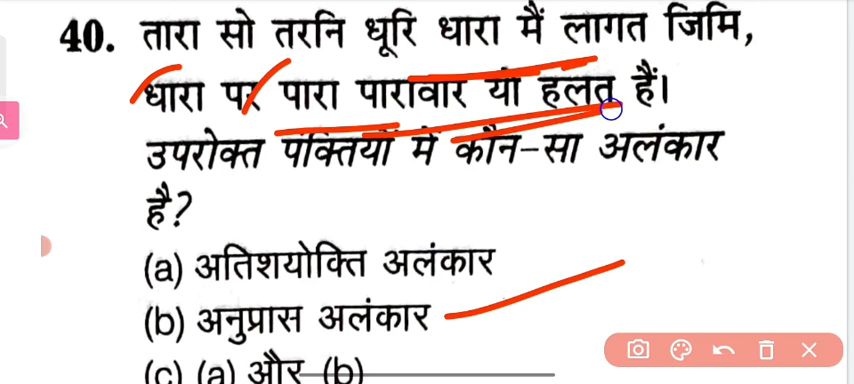 40. तारा सो तरनि धूरि धारा मैं लागत जिमि,
धारा पर पारा पारावार यों हलत हैं।
उपरोक्त पंक्तियों में कौन-सा अलंकार
है?
(a) अतिशयोक्ति अलंकार
(b) अनुप्रास अलंकार
(c) (a) और (b)